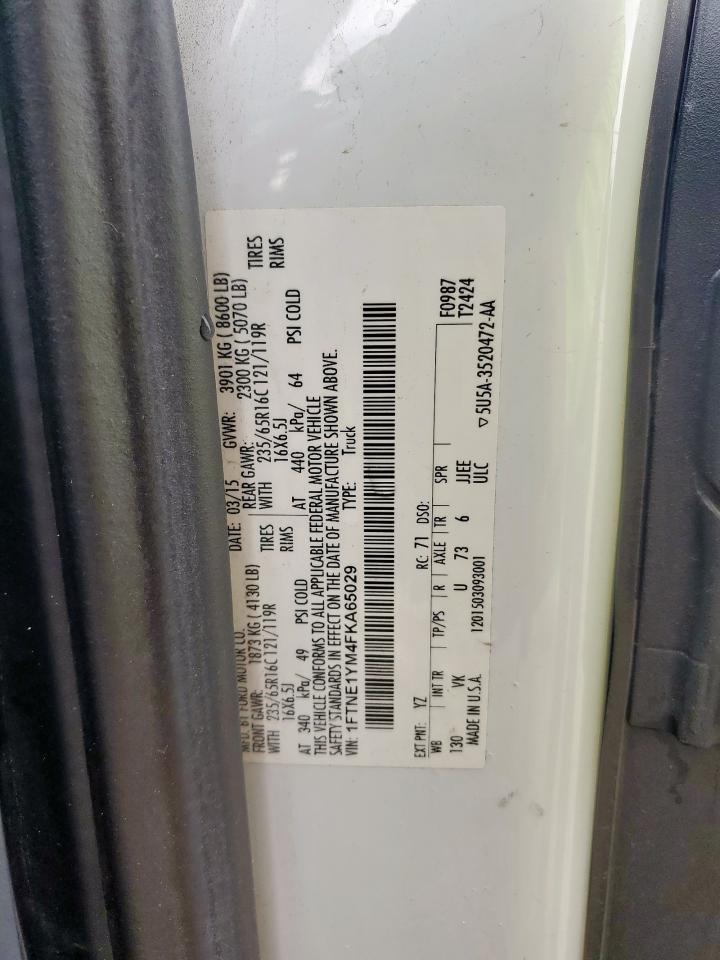 MFD. BY FORD MOTOR CO.
DATE: 03/15 GVWR: 3901 KG ( 8600 LB)
FRONT GAWR: 1873 KG ( 4130 LB) REAR GAWR: 2300 KG ( 5070 LB)
WITH 235/65R16C 121/119R TIRES WITH 235/65R16C 121/119R TIRES
16X6.5J RIMS 16X6.5J RIMS
AT 340 kPa/ 49 PSI COLD AT 440 kPa/ 64 PSI COLD
THIS VEHICLE CONFORMS TO ALL APPLICABLE FEDERAL MOTOR VEHICLE
SAFETY STANDARDS IN EFFECT ON THE DATE OF MANUFACTURE SHOWN ABOVE.
VIN: 1FTNE1YM4FKA65029 TYPE: Truck
EXT PNT: YZ RC: 71 DSO: F0987
WB INT TR TP/PS R AXLE TR SPR T2424
130 VK U 73 6 JJEE
MADE IN U.S.A. 1201503093001 ULC ▽5U5A-3520472-AA